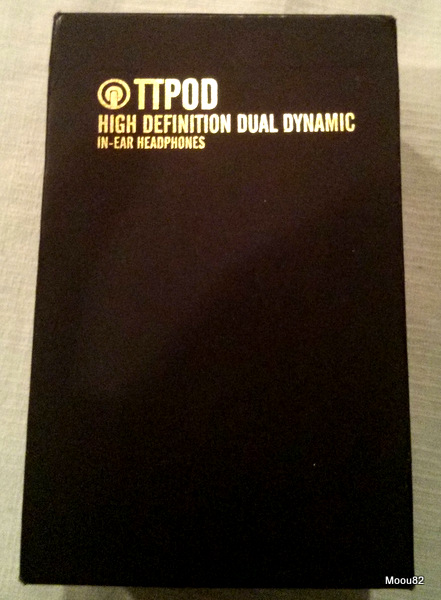 TTPOD
HIGH DEFINITION DUAL DYNAMIC
IN-EAR HEADPHONES
Moou82